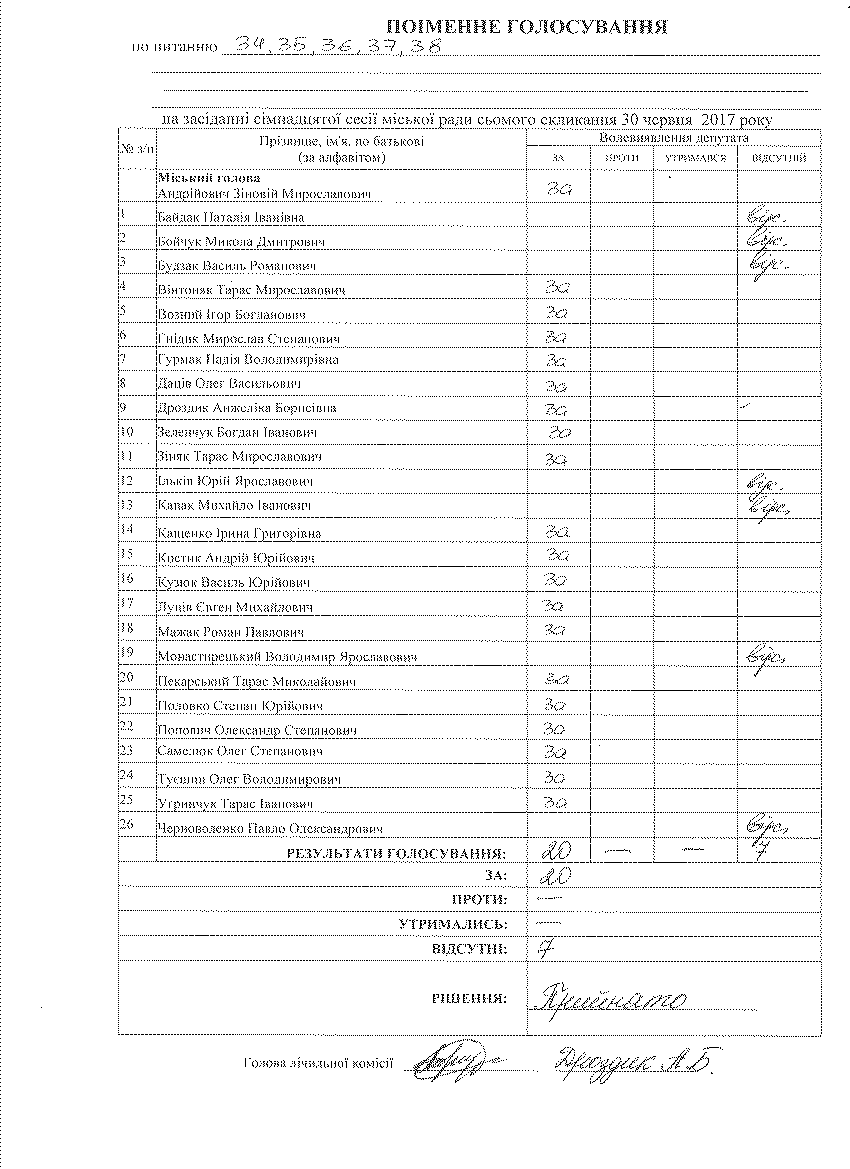 ПОІМЕННЕ ГОЛОСУВАННЯ
по питанню 34, 35, 36, 37, 38
на засіданні сімнадцятої сесії міської ради сьомого скликання 30 червня 2017 року
№ з/п Прізвище, ім'я, по батькові (за алфавітом) Волевиявлення депутата
ЗА ПРОТИ УТРИМАВСЯ ВІДСУТНІЙ
Міський голова
Андрійович Зіновій Мирославович за
1 Байдак Наталія Іванівна відс.
2 Бойчук Микола Дмитрович відс.
3 Будзак Василь Романович відс.
4 Вінтоняк Тарас Мирославович за
5 Возний Ігор Богданович за
6 Гнідик Мирослав Степанович за
7 Гурмак Надія Володимирівна за
8 Даців Олег Васильович за
9 Дроздик Анжеліка Борисівна за
10 Зеленчук Богдан Іванович за
11 Зіняк Тарас Мирославович за
12 Ільків Юрій Ярославович відс.
13 Кавак Михайло Іванович відс.
14 Кащенко Ірина Григорівна за
15 Костик Андрій Юрійович за
16 Кузюк Василь Юрійович за
17 Лунів Євген Михайлович за
18 Мажак Роман Павлович за
19 Монастирецький Володимир Ярославович відс.
20 Пекарський Тарас Миколайович за
21 Половко Степан Юрійович за
22 Попович Олександр Степанович за
23 Самелюк Олег Степанович за
24 Олег Володимирович за
25 Угринчук Тарас Іванович за
26 Черноволенко Павло Олександрович відс.
РЕЗУЛЬТАТИ ГОЛОСУВАННЯ: 20 — — 7
ЗА: 20
ПРОТИ: —
УТРИМАЛИСЬ: —
ВІДСУТНІ: 7
РІШЕННЯ: Прийнято
Голова лічильної комісії Дроздик А.Б.